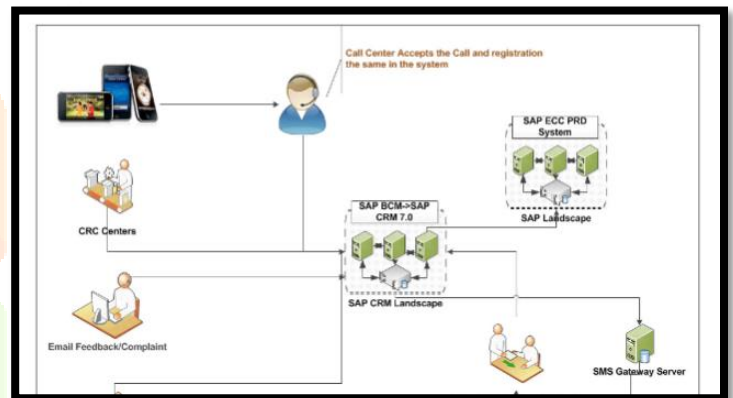 Call Center Accepts the Call and registration
the same in the system
SAP ECC PRD
System
SAP Landscape
CRC Centers
SAP BCM->SAP
CRM 7.0
SAP CRM Landscape
Email Feedback/Complaint
SMS Gateway Server